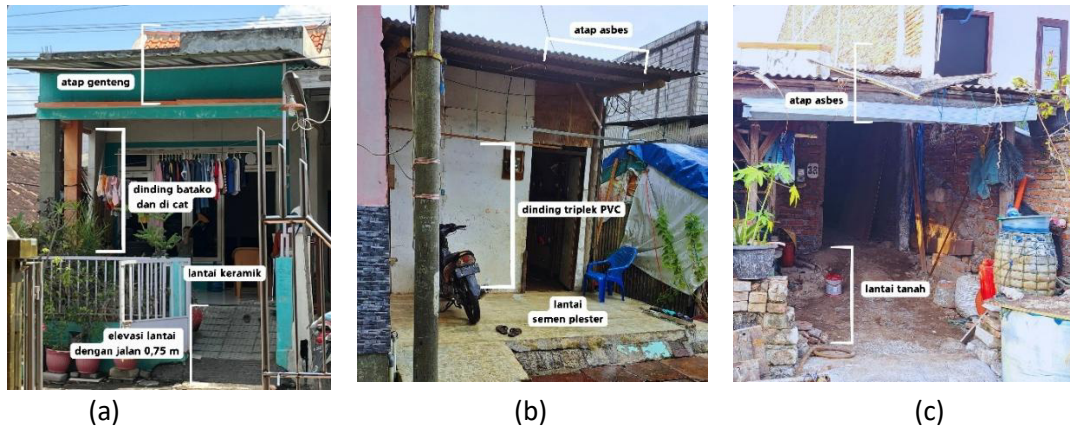 atap genteng
dinding batako
dan di cat
lantai keramik
elevasi lantai
dengan jalan 0,75 m
atap asbes
dinding triplek PVC
lantai
semen plester
atap asbes
lantai tanah
(a)
(b)
(c)